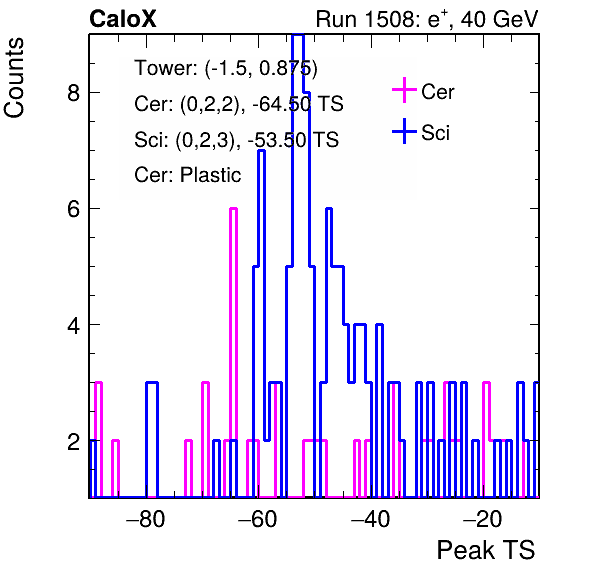 CaloX Run 1508: e+, 40 GeV
Counts
Tower: (-1.5, 0.875)
Cer: (0,2,2), -64.50 TS
Sci: (0,2,3), -53.50 TS
Cer: Plastic
Cer
Sci
8
6
4
2
−80 −60 −40 −20
Peak TS